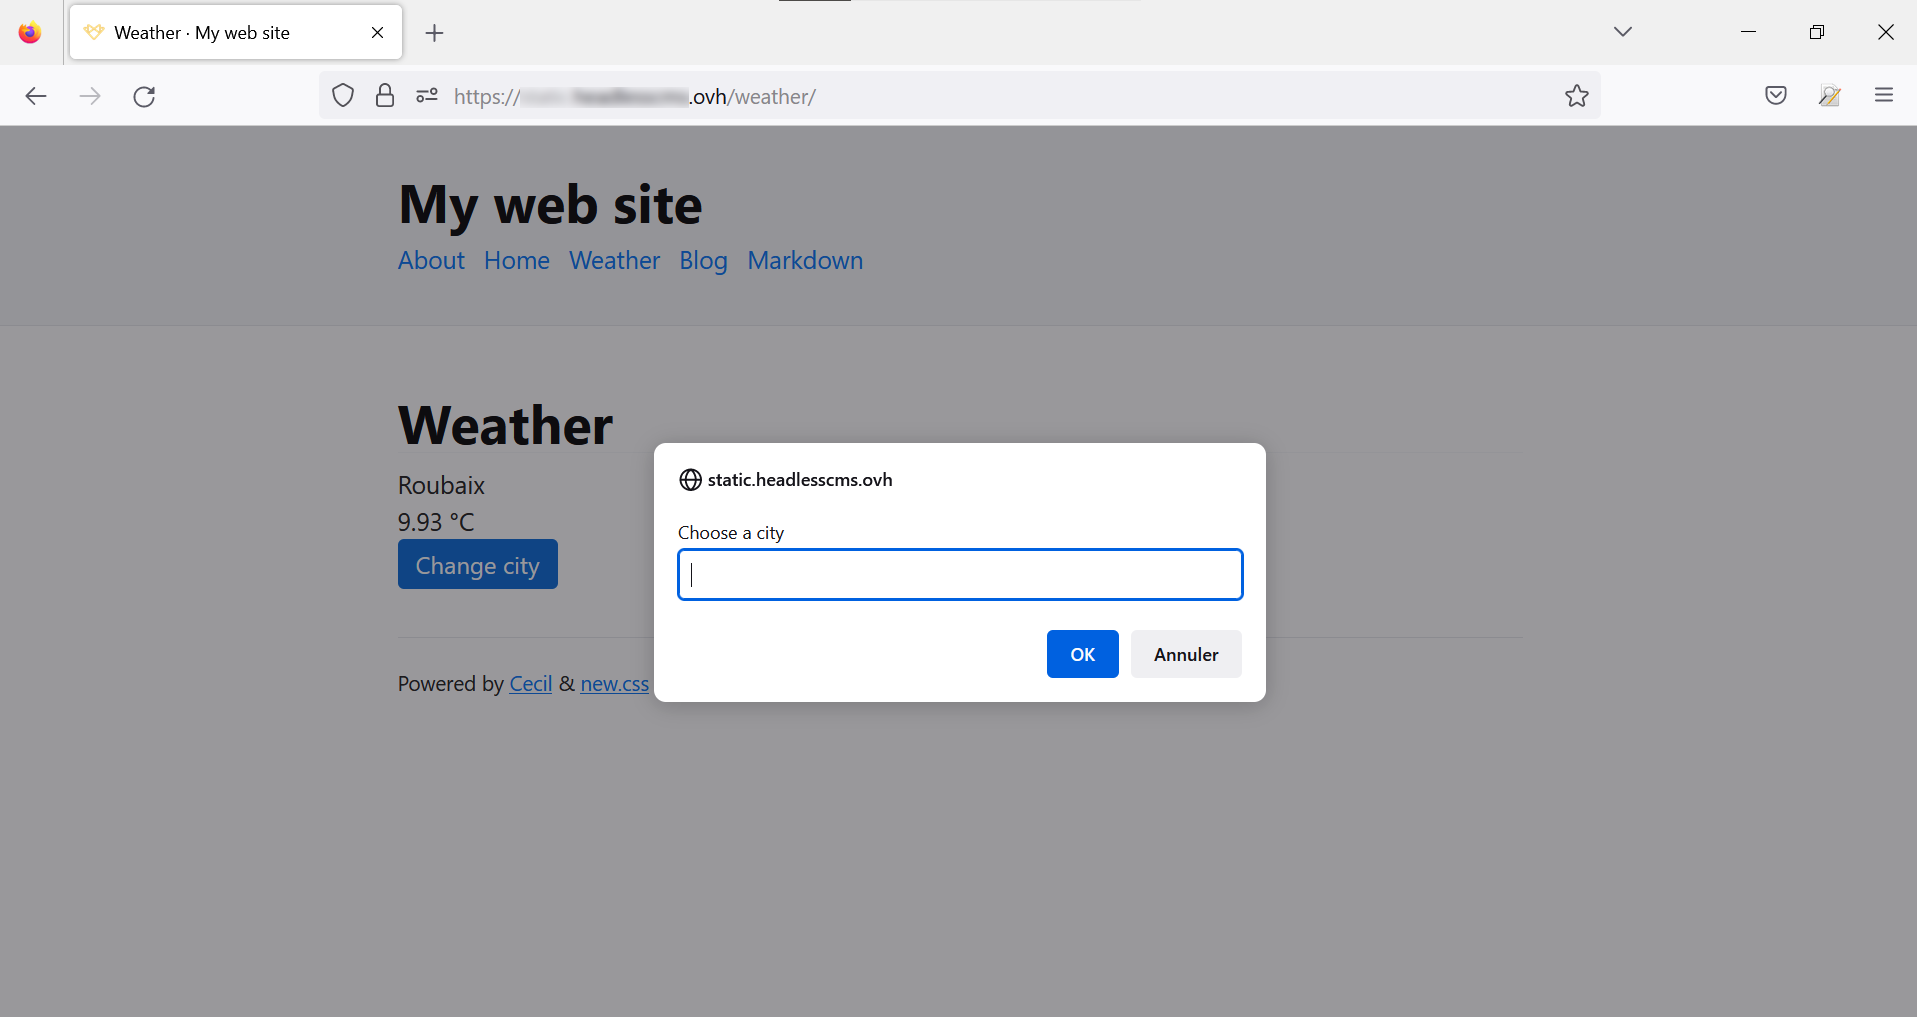 Weather · My web site
https://.ovh/weather/
My web site
About Home Weather Blog Markdown
Weather
Roubaix
9.93 °C
Change city
Powered by Cecil & new.css
static.headlesscms.ovh
Choose a city
OK Annuler